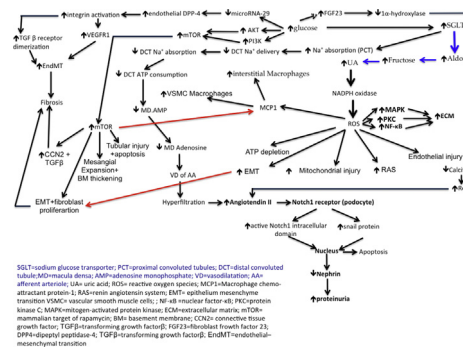 ↑Integrin activation ↑endothelial DPP-4 ↓microRNA-29 ↑FGF23 ↓1α-hydroxylase
↑TGF β receptor dimerization ↑VEGFR1 ↑mTOR ↑AKT ↑PI3K ↑glucose ↑SGLT
↓DCT Na⁺ absorption ↓DCT Na⁺ delivery Na⁺ absorption (PCT)
↑EndMT ↑UA ↑Fructose ↑Aldo
↓DCT ATP consumption ↑Interstitial Macrophages
NADPH oxidase
Fibrosis ↓MD.AMP ↑VSMC Macrophages MCP1
↑MAPK
↑PKC ↑ECM
ROS ↑NF-κB
↑mTOR
Tubular injury +apoptosis ↓MD Adenosine ATP depletion Endothelial injury
↑CCN2 + TGFβ Mesangial Expansion+ BM thickening ↑EMT ↑Mitochondrial injury ↑RAS
VD of AA
EMT+fibroblast proliferartion Hyperfiltration ↑Angiotendin II Notch1 receptor (podocyte)
↑active Notch1 intracellular domain ↑snail protein
Nucleus Apoptosis
↓Nephrin
↑proteinuria
SGLT=sodium glucose transporter; PCT=proximal convoluted tubules; DCT=distal convoluted
tubule;MD=macula densa; AMP=adenosine monophosphate; VD=vasodilatation; AA=
afferent arteriole; UA= uric acid; ROS= reactive oxygen species; MCP1=Macrophage chemo-
attractant protein-1; RAS=renin angiotensin system; EMT= epithelium mesenchyme
transition VSMC= vascular smooth muscle cells; ; NF-κB =nuclear factor-κB; PKC=protein
kinase C; MAPK=mitogen-activated protein kinase; ECM=extracellular matrix; mTOR=
mammalian target of rapamycin; BM= basement membrane; CCN2= connective tissue
growth factor; TGFβ=transforming growth factorβ; FGF23=fibroblast frowth factor 23;
DPP4=dipeptyl peptidylase-4; TGFβ=transforming growth factorβ; EndMT=endothelial–
mesenchymal transition